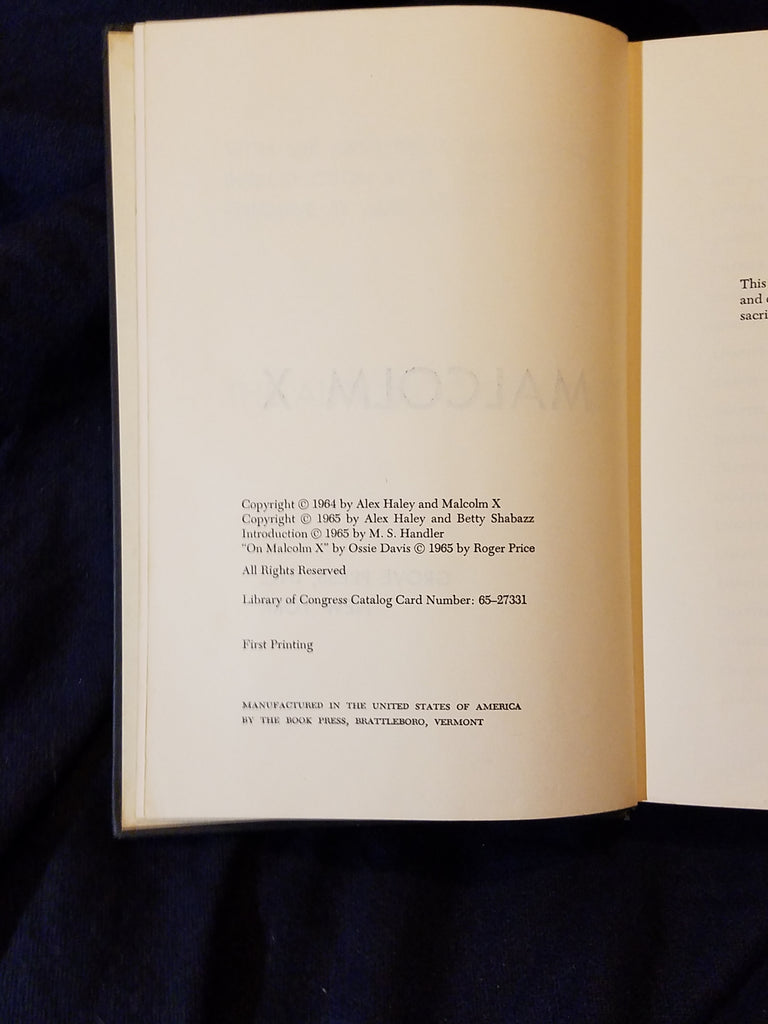 Copyright © 1964 by Alex Haley and Malcolm X
Copyright © 1965 by Alex Haley and Betty Shabazz
Introduction © 1965 by M. S. Handler
"On Malcolm X" by Ossie Davis © 1965 by Roger Price
All Rights Reserved
Library of Congress Catalog Card Number: 65–27331
First Printing
MANUFACTURED IN THE UNITED STATES OF AMERICA
BY THE BOOK PRESS, BRATTLEBORO, VERMONT
This
and
sacri